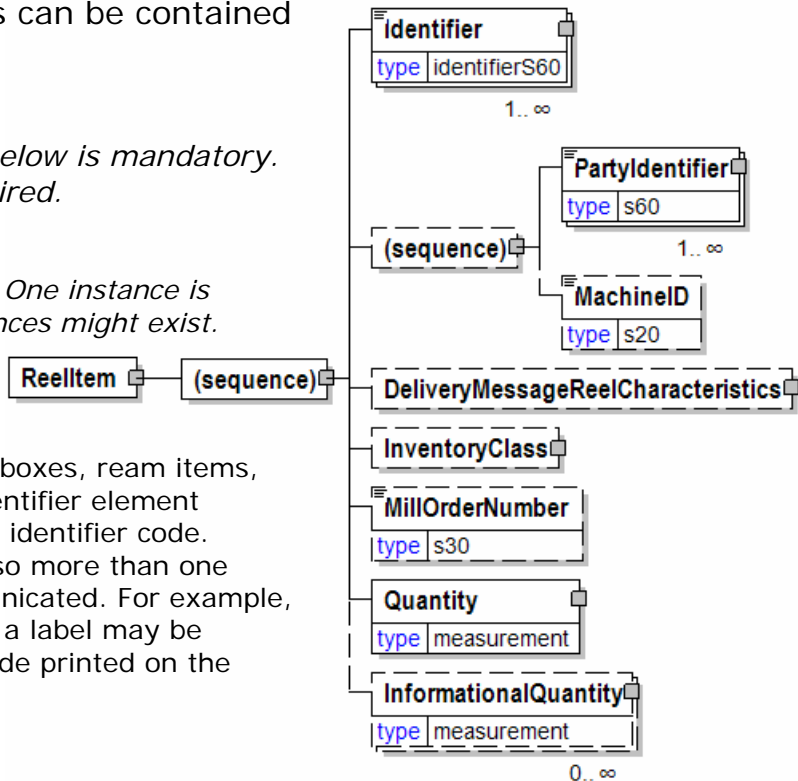 s can be contained
elow is mandatory.
ired.
One instance is
nces might exist.
boxes, ream items,
entifier element
identifier code.
so more than one
unicated. For example,
a label may be
de printed on the
ReelItem
(sequence)
Identifier
type identifierS60
1.. ∞
(sequence)
PartyIdentifier
type s60
1.. ∞
MachineID
type s20
DeliveryMessageReelCharacteristics
InventoryClass
MillOrderNumber
type s30
Quantity
type measurement
InformationalQuantity
type measurement
0.. ∞